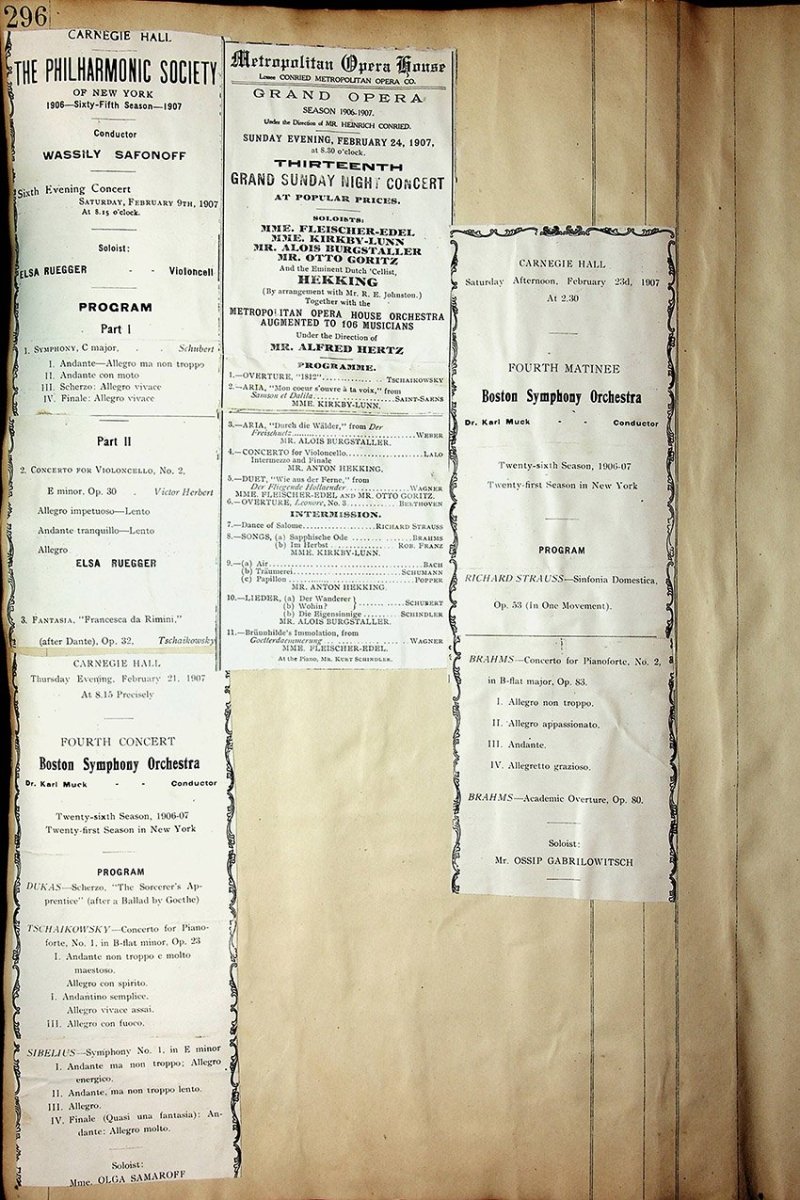 296
CARNEGIE HALL
THE PHILHARMONIC SOCIETY
OF NEW YORK
1906—Sixty-Fifth Season—1907
Conductor
WASSILY SAFONOFF
Sixth Evening Concert
SATURDAY, FEBRUARY 9TH, 1907
At 8.15 o'clock.
Soloist:
ELSA RUEGGER - - Violoncell
PROGRAM
Part I
1. SYMPHONY, C major, . . Schubert
I. Andante—Allegro ma non troppo
II. Andante con moto
III. Scherzo: Allegro vivace
IV. Finale: Allegro vivace
Part II
2. CONCERTO FOR VIOLONCELLO, No. 2,
E minor, Op. 30 . Victor Herbert
Allegro impetuoso—Lento
Andante tranquillo—Lento
Allegro
ELSA RUEGGER
3. FANTASIA, "Francesca da Rimini,"
(after Dante), Op. 32. Tschaikowsky
CARNEGIE HALL
Thursday Evening, February 21, 1907
At 8.15 Precisely
FOURTH CONCERT
Boston Symphony Orchestra
Dr. Karl Muck - - Conductor
Twenty-sixth Season, 1906-07
Twenty-first Season in New York
PROGRAM
DUKAS—Scherzo, "The Sorcerer's Ap-
prentice" (after a Ballad by Goethe)
TSCHAIKOWSKY—Concerto for Piano-
forte, No. 1, in B-flat minor, Op. 23
I. Andante non troppo e molto
maestoso.
Allegro con spirito.
I. Andantino semplice.
Allegro vivace assai.
III. Allegro con fuoco.
SIBELIUS—Symphony No. 1, in E minor
I. Andante ma non troppo; Allegro
energico.
II. Andante, ma non troppo lento.
III. Allegro.
IV. Finale (Quasi una fantasia): An-
dante: Allegro molto.
Soloist:
Mme. OLGA SAMAROFF
Metropolitan Opera House
Lessee CONRIED METROPOLITAN OPERA CO.
GRAND OPERA
SEASON 1906-1907.
Under the Direction of MR. HEINRICH CONRIED.
SUNDAY EVENING, FEBRUARY 24, 1907,
at 8.30 o'clock.
THIRTEENTH
GRAND SUNDAY NIGHT CONCERT
AT POPULAR PRICES.
SOLOISTS:
MME. FLEISCHER-EDEL
MME. KIRKBY-LUNN
MR. ALOIS BURGSTALLER
MR. OTTO GORITZ
And the Eminent Dutch 'Cellist,
HEKKING
(By arrangement with Mr. R. E. Johnston.)
Together with the
METROPOLITAN OPERA HOUSE ORCHESTRA
AUGMENTED TO 106 MUSICIANS
Under the Direction of
MR. ALFRED HERTZ
PROGRAMME.
1.—OVERTURE, "1812" TSCHAIKOWSKY
2.—ARIA, "Mon coeur s'ouvre à ta voix," from
Samson et Dalila SAINT-SAENS
MME. KIRKBY-LUNN.
3.—ARIA, "Durch die Wälder," from Der
Freischuetz WEBER
MR. ALOIS BURGSTALLER.
4.—CONCERTO for Violoncello LALO
Intermezzo and Finale
MR. ANTON HEKKING.
5.—DUET, "Wie aus der Ferne," from
Der Fliegende Hollaender WAGNER
MME. FLEISCHER-EDEL AND MR. OTTO GORITZ.
6.—OVERTURE, Leonore, No. 3 BEETHOVEN
INTERMISSION.
7.—Dance of Salome RICHARD STRAUSS
8.—SONGS, (a) Sapphische Ode BRAHMS
(b) Im Herbst ROB. FRANZ
MME. KIRKBY-LUNN.
9.—(a) Air BACH
(b) Träumerei SCHUMANN
(c) Papillon POPPER
MR. ANTON HEKKING.
10.—LIEDER, (a) Der Wanderer
(b) Wohin? SCHUBERT
(b) Die Eigensinnige SCHINDLER
MR. ALOIS BURGSTALLER.
11.—Brünnhilde's Immolation, from
Goetterdaemmerung WAGNER
MME. FLEISCHER-EDEL.
At the Piano, MR. KURT SCHINDLER.
CARNEGIE HALL
Saturday Afternoon, February 23d, 1907
At 2.30
FOURTH MATINEE
Boston Symphony Orchestra
Dr. Karl Muck - - Conductor
Twenty-sixth Season, 1906-07
Twenty-first Season in New York
PROGRAM
RICHARD STRAUSS—Sinfonia Domestica,
Op. 53 (in One Movement).
BRAHMS—Concerto for Pianoforte, No. 2,
in B-flat major, Op. 83.
I. Allegro non troppo.
II. Allegro appassionato.
III. Andante.
IV. Allegretto grazioso.
BRAHMS—Academic Overture, Op. 80.
Soloist:
Mr. OSSIP GABRILOWITSCH